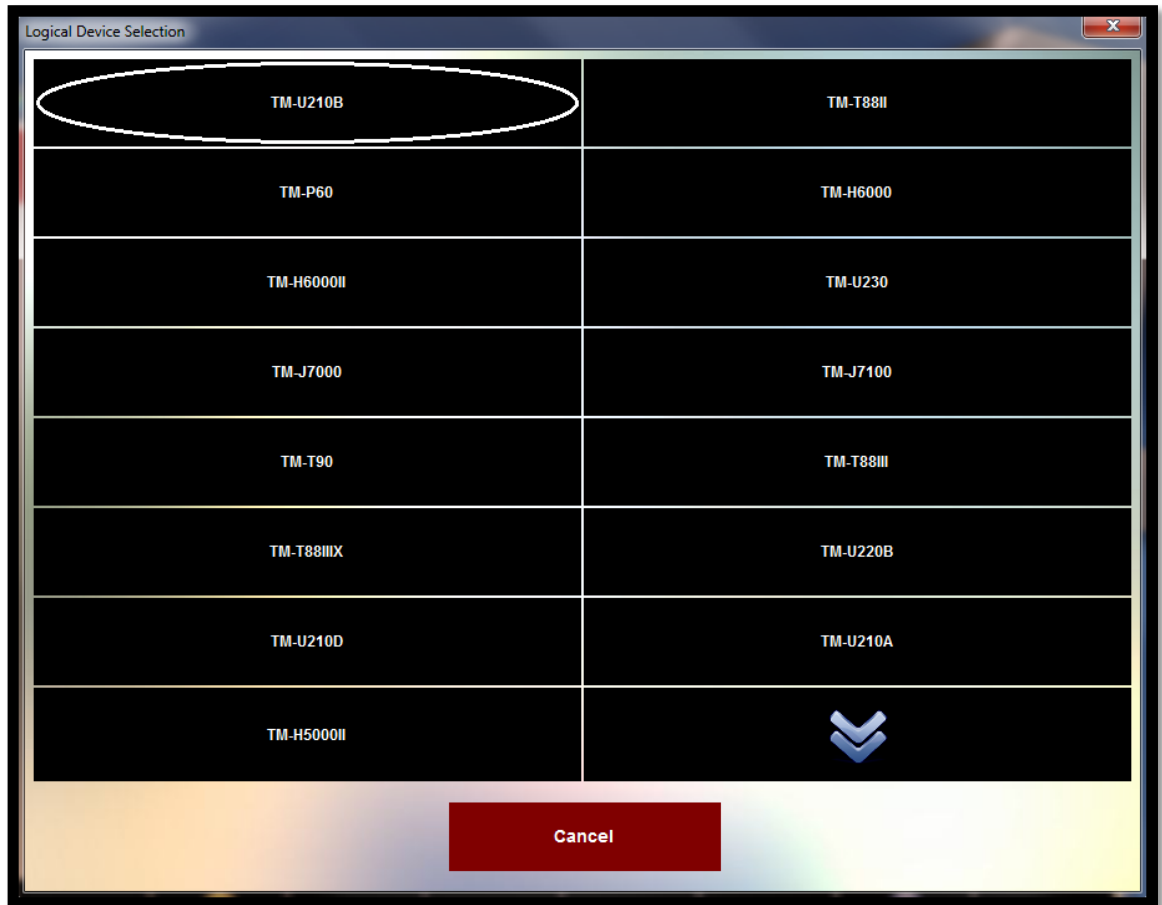 Logical Device Selection
TM-U210B
TM-T88II
TM-P60
TM-H6000
TM-H6000II
TM-U230
TM-J7000
TM-J7100
TM-T90
TM-T88III
TM-T88IIIX
TM-U220B
TM-U210D
TM-U210A
TM-H5000II
Cancel